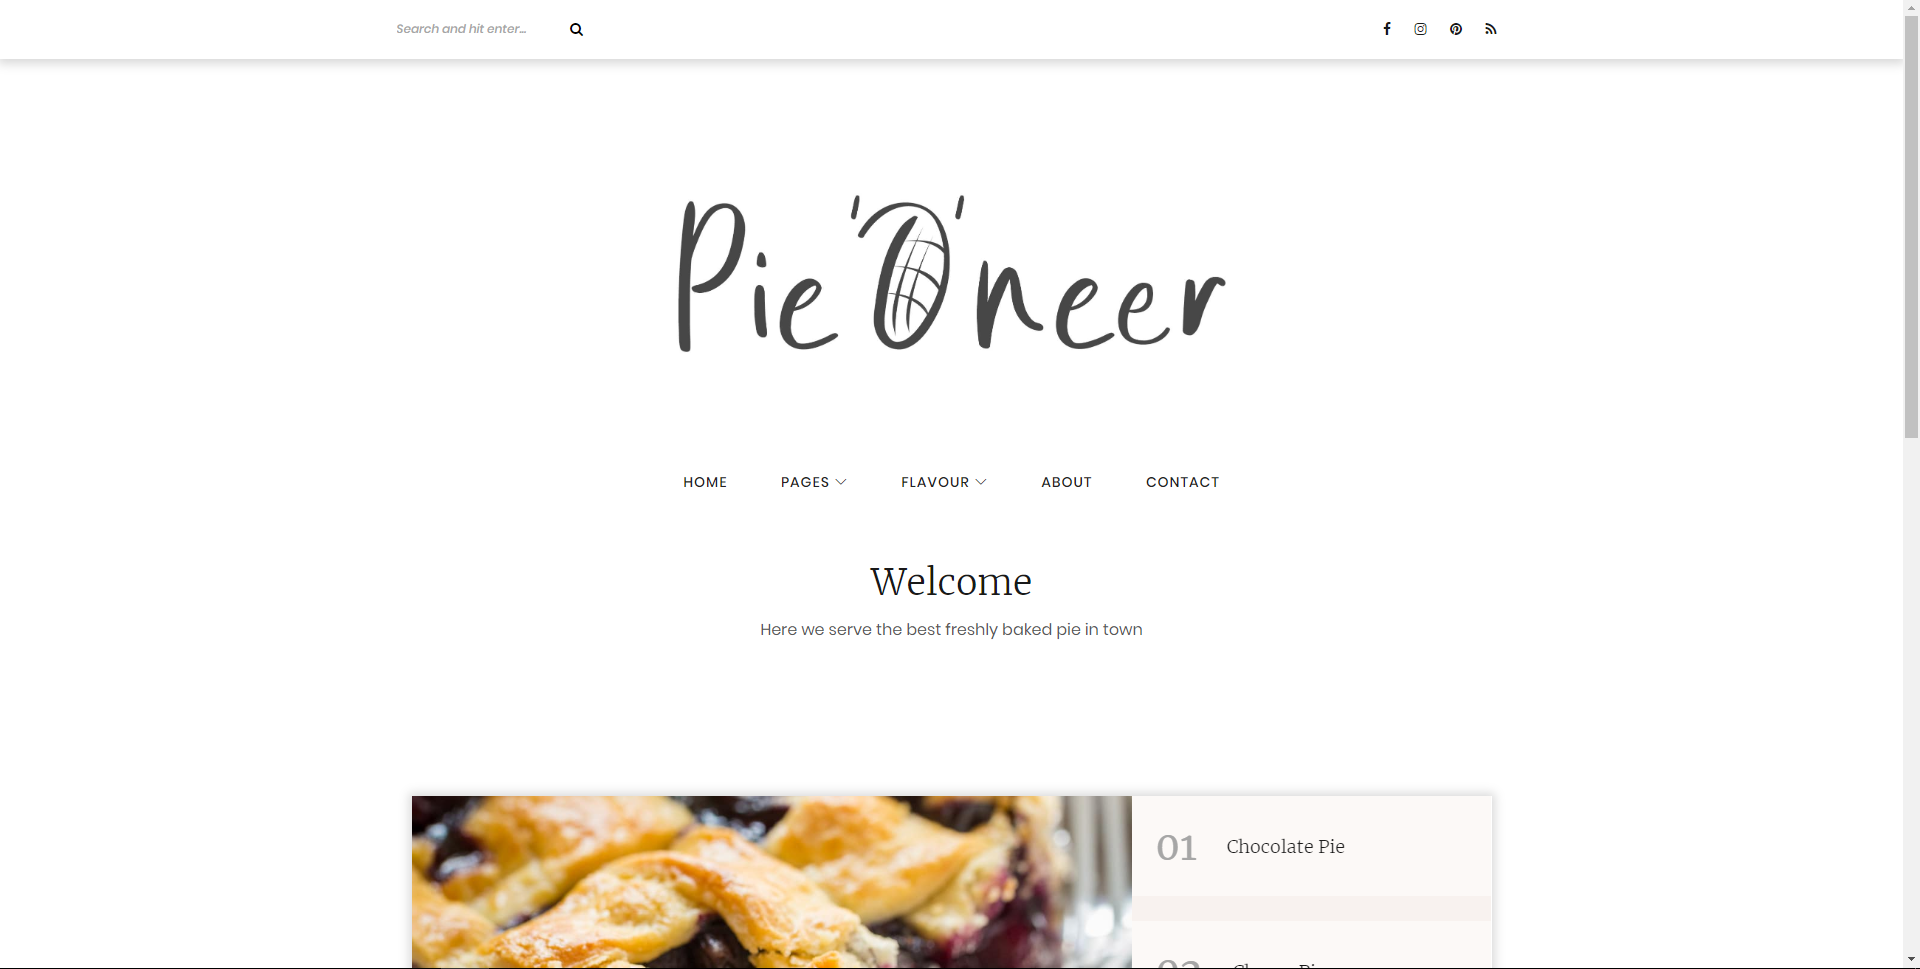 Search and hit enter...
Pie 'O' neer
HOME PAGES FLAVOUR ABOUT CONTACT
Welcome
Here we serve the best freshly baked pie in town
01 Chocolate Pie